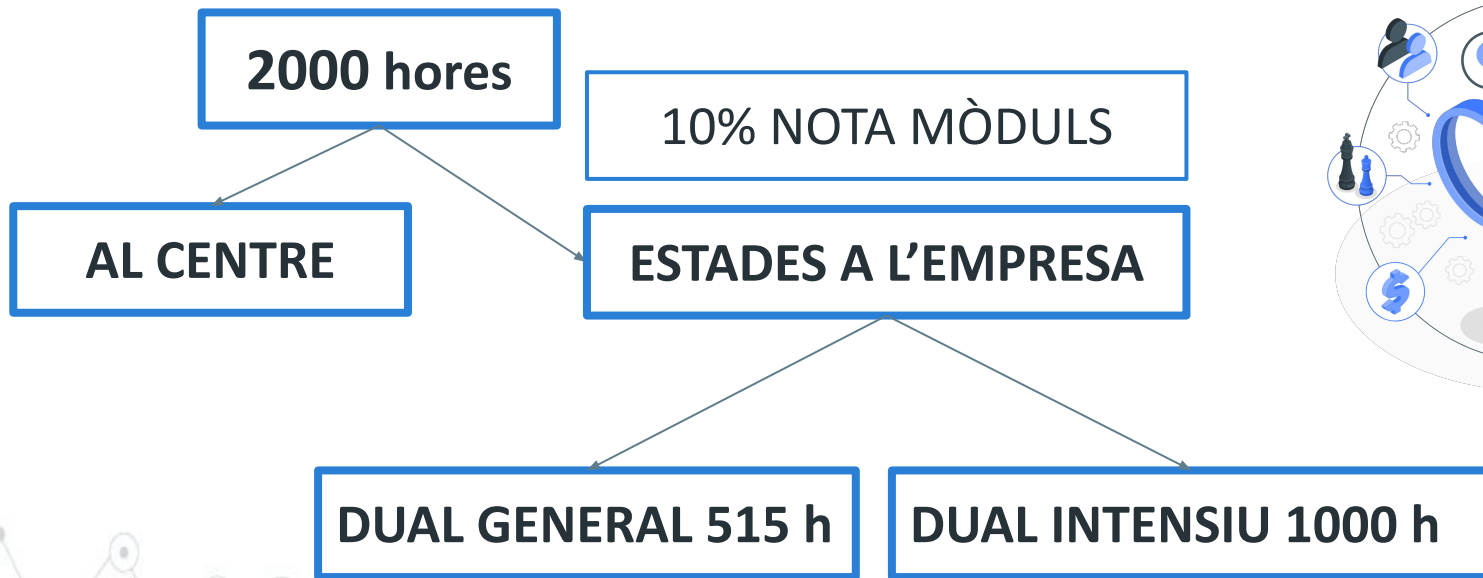 2000 hores
10% NOTA MÒDULS
AL CENTRE
ESTADES A L’EMPRESA
DUAL GENERAL 515 h
DUAL INTENSIU 1000 h